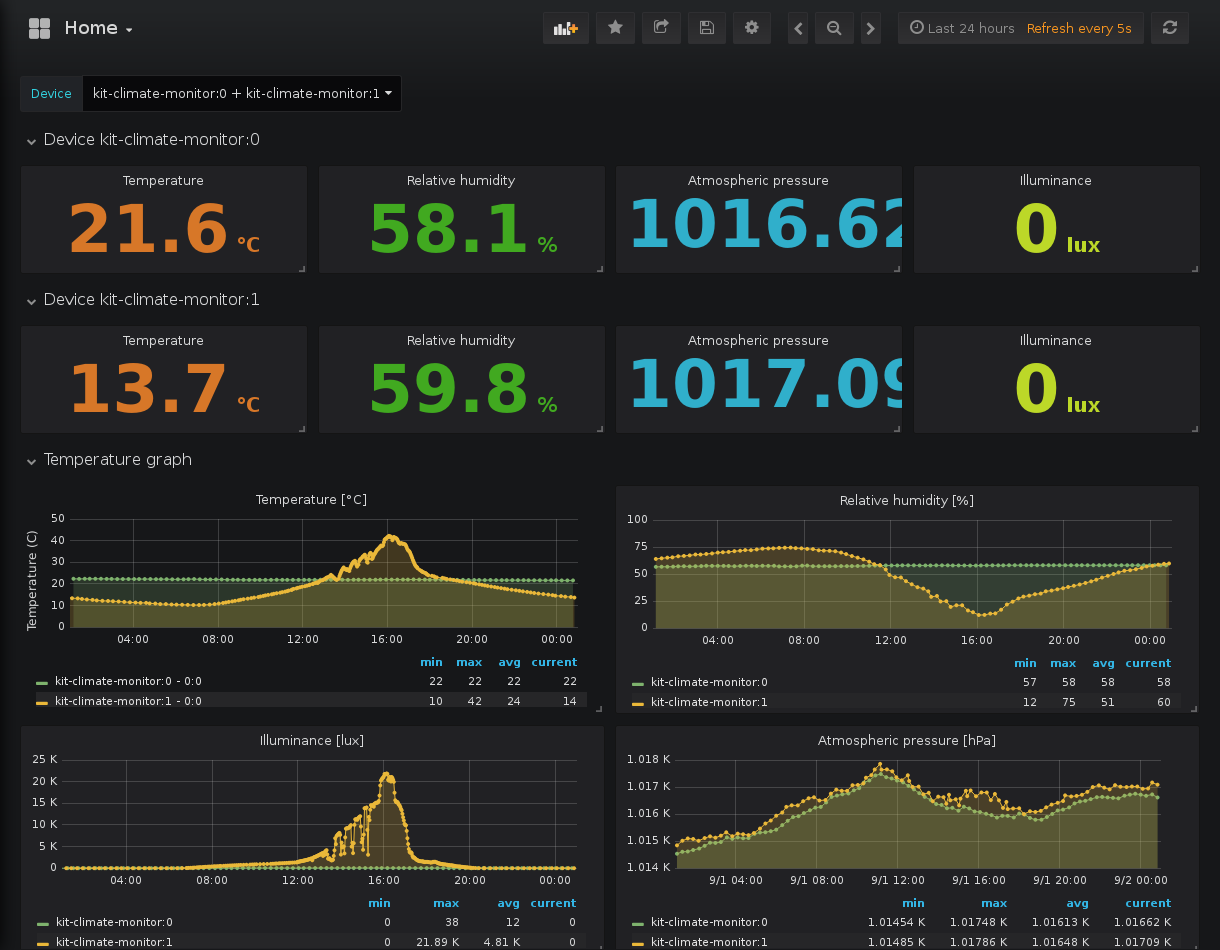 Home
Last 24 hours Refresh every 5s
Device kit-climate-monitor:0 + kit-climate-monitor:1
Device kit-climate-monitor:0
Temperature Relative humidity Atmospheric pressure Illuminance
21.6 °C 58.1 % 1016.62 0 lux
Device kit-climate-monitor:1
Temperature Relative humidity Atmospheric pressure Illuminance
13.7 °C 59.8 % 1017.09 0 lux
Temperature graph
Temperature [°C]
Temperature (C)
50
40
30
20
10
0
04:00 08:00 12:00 16:00 20:00 00:00
min max avg current
kit-climate-monitor:0 - 0:0 22 22 22 22
kit-climate-monitor:1 - 0:0 10 42 24 14
Relative humidity [%]
100
75
50
25
0
04:00 08:00 12:00 16:00 20:00 00:00
min max avg current
kit-climate-monitor:0 57 58 58 58
kit-climate-monitor:1 12 75 51 60
Illuminance [lux]
25 K
20 K
15 K
10 K
5 K
0
04:00 08:00 12:00 16:00 20:00 00:00
min max avg current
kit-climate-monitor:0 0 38 12 0
kit-climate-monitor:1 0 21.89 K 4.81 K 0
Atmospheric pressure [hPa]
1.018 K
1.017 K
1.016 K
1.015 K
1.014 K
9/1 04:00 9/1 08:00 9/1 12:00 9/1 16:00 9/1 20:00 9/2 00:00
min max avg current
kit-climate-monitor:0 1.01454 K 1.01748 K 1.01613 K 1.01662 K
kit-climate-monitor:1 1.01485 K 1.01786 K 1.01648 K 1.01709 K